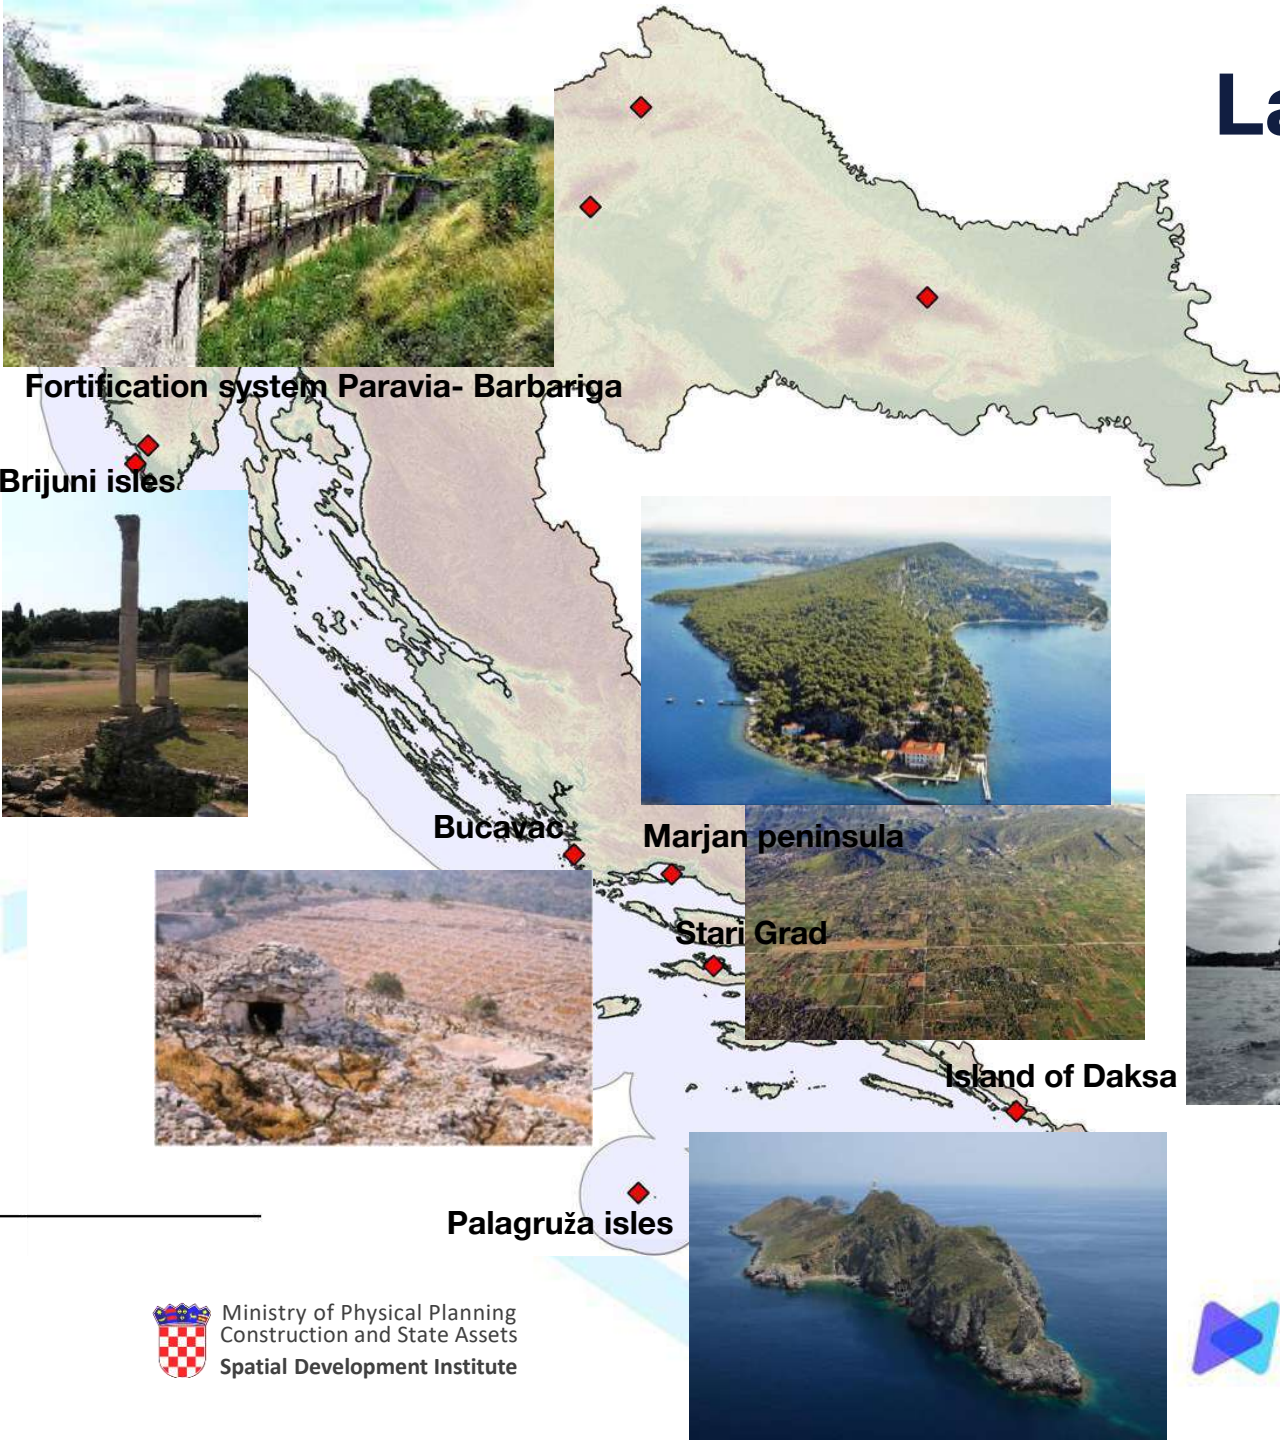 La
Fortification system Paravia- Barbariga
Brijuni isles
Bucavac
Marjan peninsula
Stari Grad
Island of Daksa
Palagruža isles
Ministry of Physical Planning
Construction and State Assets
Spatial Development Institute